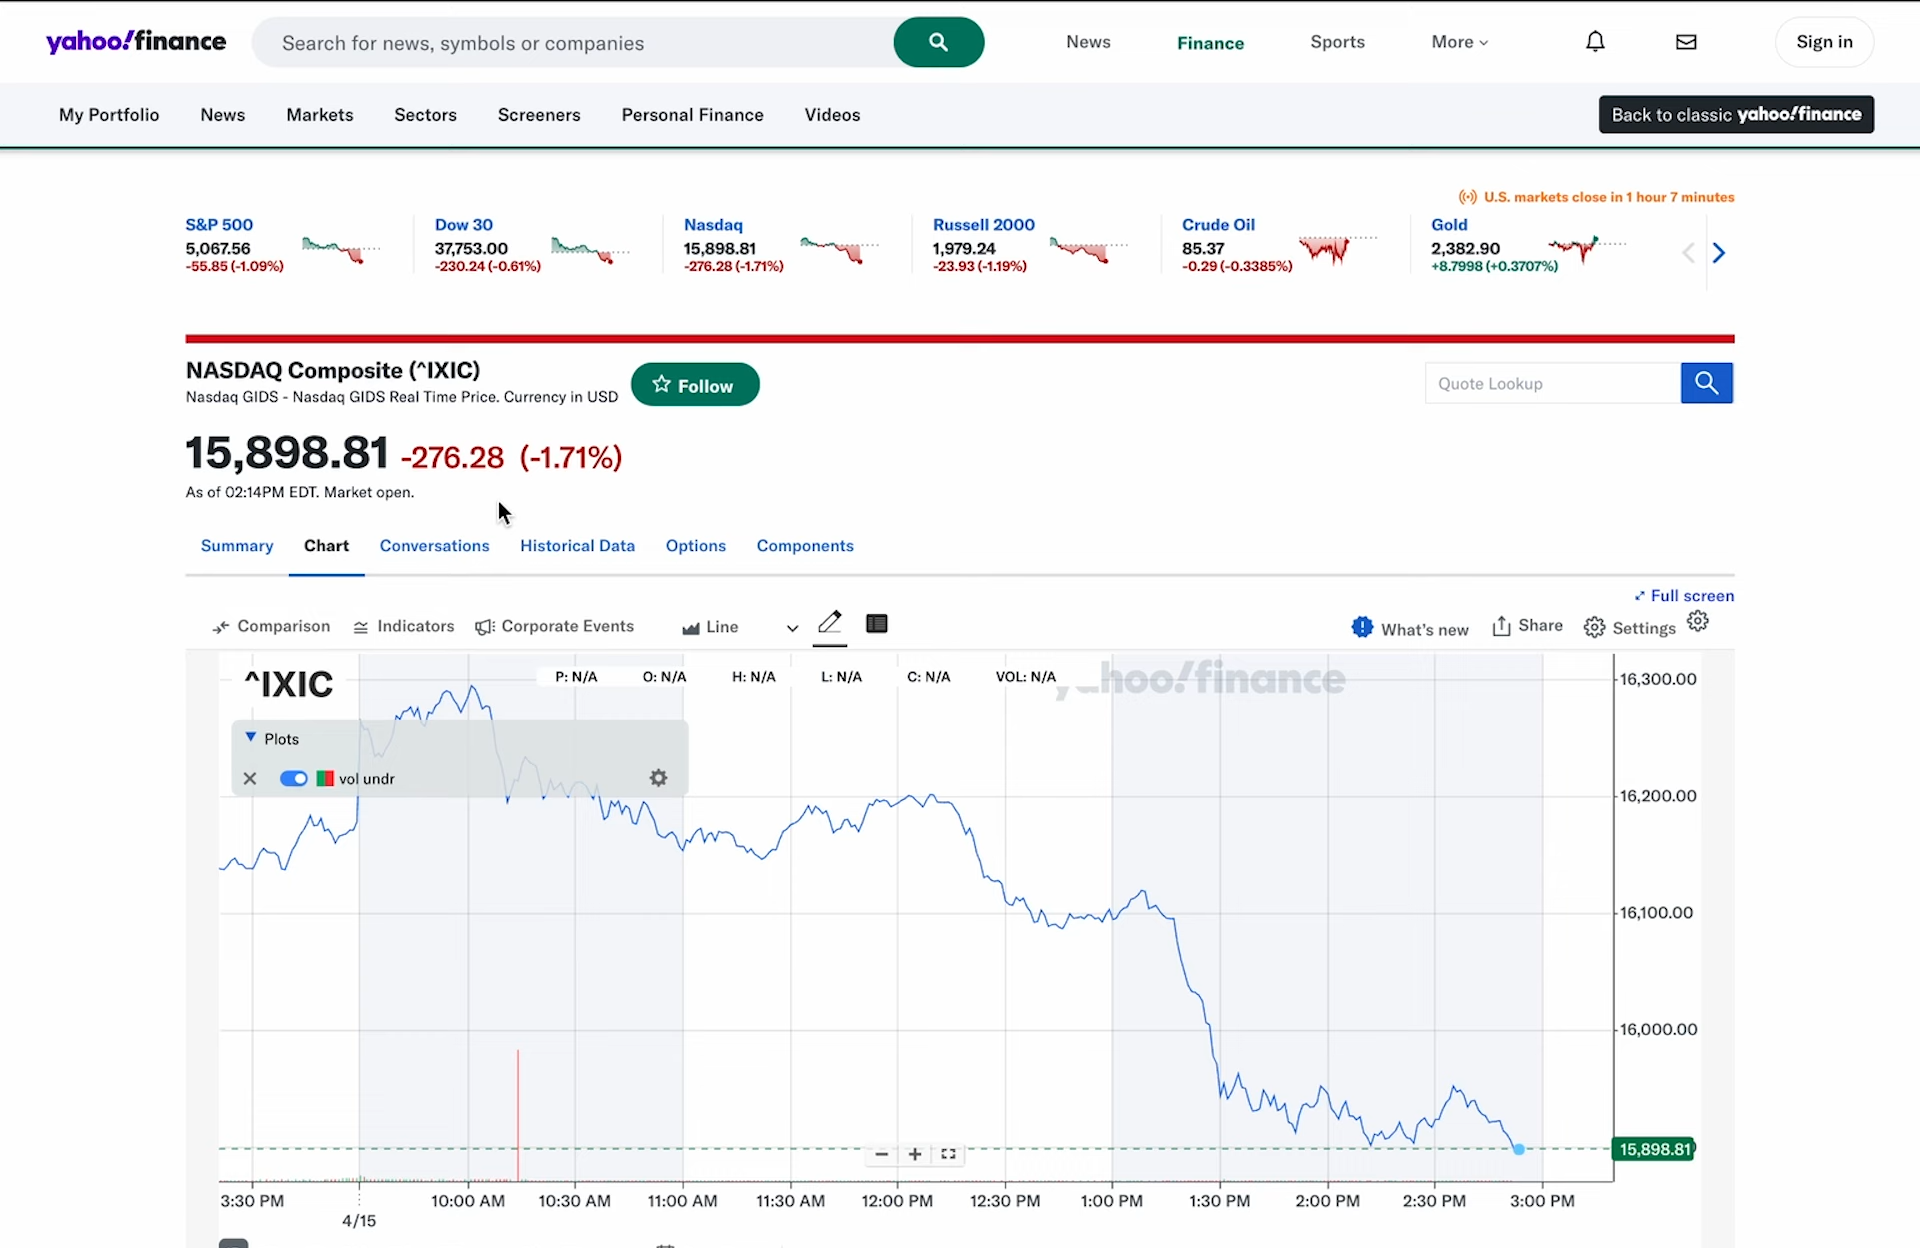 yahoo!finance
Search for news, symbols or companies
News
Finance
Sports
More
Sign in
My Portfolio
News
Markets
Sectors
Screeners
Personal Finance
Videos
Back to classic yahoo!finance
U.S. markets close in 1 hour 7 minutes
S&P 500
5,067.56
-55.85 (-1.09%)
Dow 30
37,753.00
-230.24 (-0.61%)
Nasdaq
15,898.81
-276.28 (-1.71%)
Russell 2000
1,979.24
-23.93 (-1.19%)
Crude Oil
85.37
-0.29 (-0.3385%)
Gold
2,382.90
+8.7998 (+0.3707%)
NASDAQ Composite (^IXIC)
Nasdaq GIDS - Nasdaq GIDS Real Time Price. Currency in USD
Follow
Quote Lookup
15,898.81 -276.28 (-1.71%)
As of 02:14PM EDT. Market open.
Summary
Chart
Conversations
Historical Data
Options
Components
Full screen
Comparison
Indicators
Corporate Events
Line
What's new
Share
Settings
^IXIC
P: N/A
O: N/A
H: N/A
L: N/A
C: N/A
VOL: N/A
yahoo!finance
Plots
vol undr
16,300.00
16,200.00
16,100.00
16,000.00
15,898.81
3:30 PM
10:00 AM
10:30 AM
11:00 AM
11:30 AM
12:00 PM
12:30 PM
1:00 PM
1:30 PM
2:00 PM
2:30 PM
3:00 PM
4/15